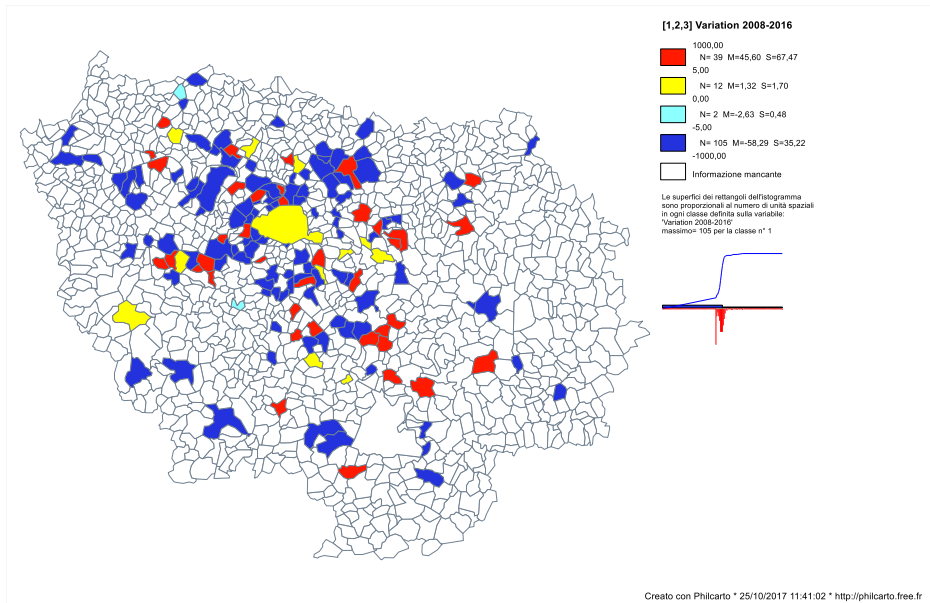 [1,2,3] Variation 2008-2016
1000,00
N= 39 M=45,60 S=67,47
5,00
N= 12 M=1,32 S=1,70
0,00
N= 2 M=-2,63 S=0,48
-5,00
N= 105 M=-58,29 S=35,22
-1000,00
Informazione mancante
Le superfici dei rettangoli dell'istogramma
sono proporzionali al numero di unità spaziali
in ogni classe definita sulla variabile:
'Variation 2008-2016'
massimo= 105 per la classe n° 1
Creato con Philcarto * 25/10/2017 11:41:02 * http://philcarto.free.fr